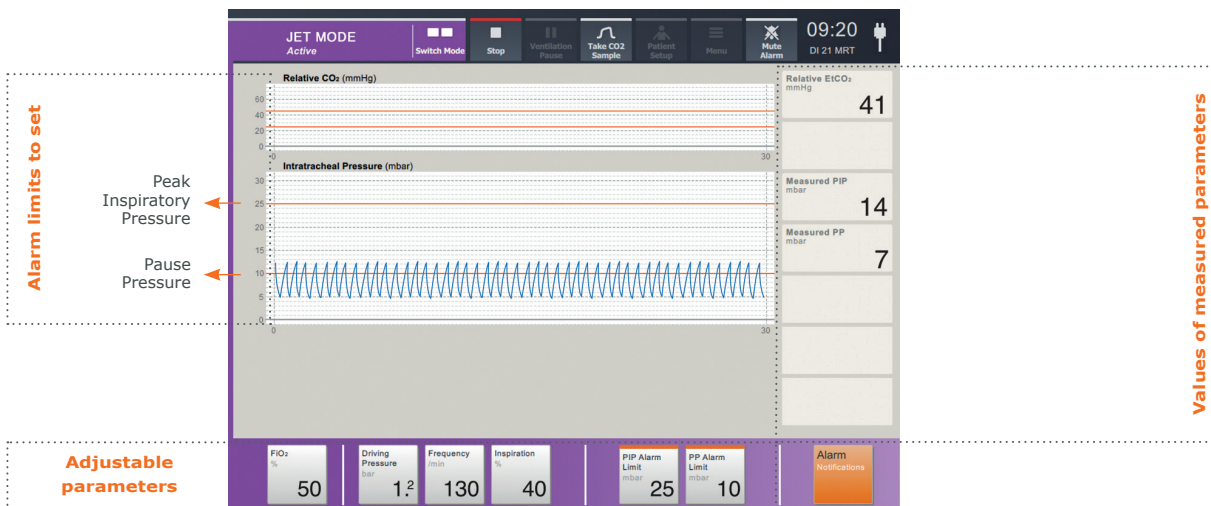 JET MODE
Active
Switch Mode
Stop
Ventilation
Pause
Take CO2
Sample
Patient
Setup
Menu
Mute
Alarm
09:20
DI 21 MRT
Alarm limits to set
Peak
Inspiratory
Pressure
Pause
Pressure
Relative CO₂ (mmHg)
60
40
20
0
0
30
Intratracheal Pressure (mbar)
30
25
20
15
10
5
0
0
30
Relative EtCO₂
mmHg
41
Measured PIP
mbar
14
Measured PP
mbar
7
Values of measured parameters
Adjustable
parameters
FiO₂
%
50
Driving
Pressure
bar
1.²
Frequency
/min
130
Inspiration
%
40
PIP Alarm
Limit
mbar
25
PP Alarm
Limit
mbar
10
Alarm
Notifications